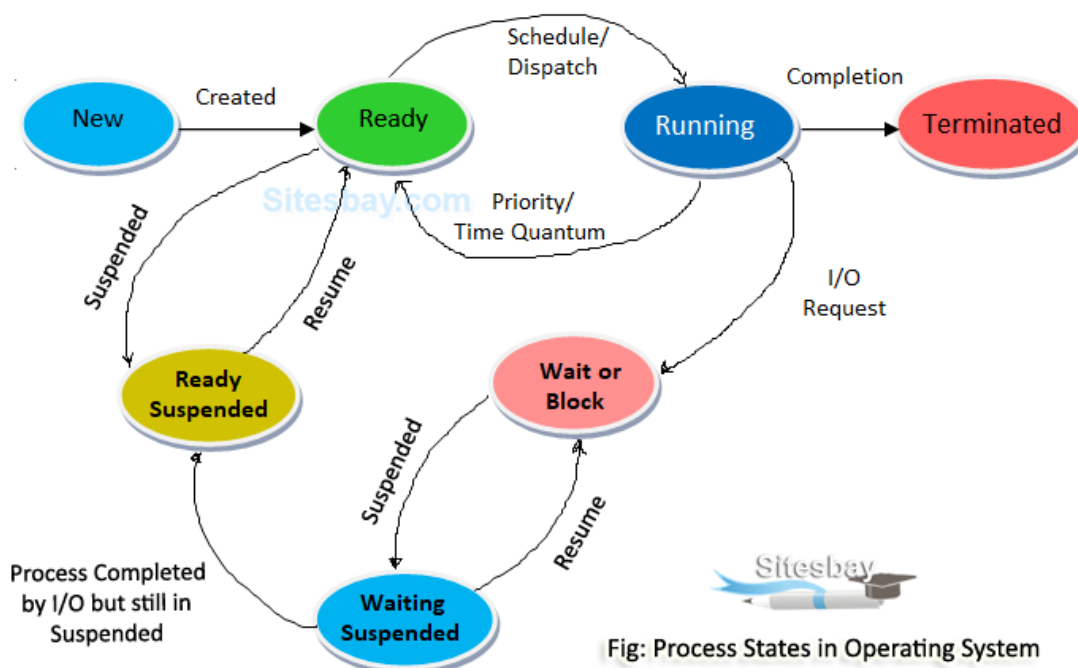 Schedule/
Dispatch
Completion
Created
New
Ready
Running
Terminated
Sitesbay.com
Priority/
Time Quantum
Suspended
Resume
I/O
Request
Ready
Suspended
Wait or
Block
Suspended
Resume
Process Completed
by I/O but still in
Suspended
Waiting
Suspended
Sitesbay
Fig: Process States in Operating System